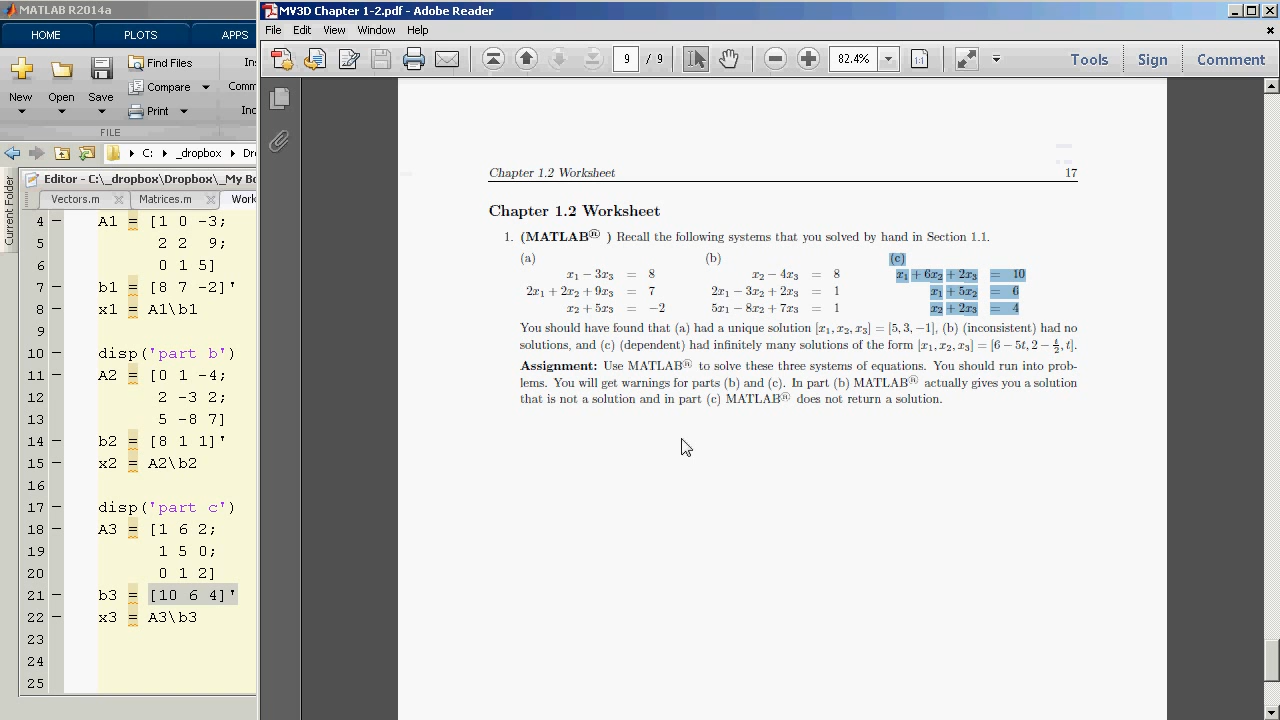 MATLAB R2014a
MV3D Chapter 1-2.pdf - Adobe Reader
HOME PLOTS APPS
File Edit View Window Help
9 / 9 82.4% 1:1 Tools Sign Comment
New Open Save Find Files Compare Print
FILE
C: _dropbox
Current Folder
Editor - C:\_dropbox\Dropbox\_My Bo
Vectors.m Matrices.m Work
4 A1 = [1 0 -3;
5 2 2 9;
6 0 1 5]
7 b1 = [8 7 -2]'
8 x1 = A1\b1
9
10 disp('part b')
11 A2 = [0 1 -4;
12 2 -3 2;
13 5 -8 7]
14 b2 = [8 1 1]'
15 x2 = A2\b2
16
17 disp('part c')
18 A3 = [1 6 2;
19 1 5 0;
20 0 1 2]
21 b3 = [10 6 4]'
22 x3 = A3\b3
23
24
25
Chapter 1.2 Worksheet 17
Chapter 1.2 Worksheet
1. (MATLAB® ) Recall the following systems that you solved by hand in Section 1.1.
(a) (b) (c)
x₁ − 3x₃ = 8 x₂ − 4x₃ = 8 x₁ + 6x₂ + 2x₃ = 10
2x₁ + 2x₂ + 9x₃ = 7 2x₁ − 3x₂ + 2x₃ = 1 x₁ + 5x₂ = 6
x₂ + 5x₃ = −2 5x₁ − 8x₂ + 7x₃ = 1 x₂ + 2x₃ = 4
You should have found that (a) had a unique solution [x₁, x₂, x₃] = [5, 3, −1], (b) (inconsistent) had no
solutions, and (c) (dependent) had infinitely many solutions of the form [x₁, x₂, x₃] = [6 − 5t, 2 − t/2, t].
Assignment: Use MATLAB® to solve these three systems of equations. You should run into prob-
lems. You will get warnings for parts (b) and (c). In part (b) MATLAB® actually gives you a solution
that is not a solution and in part (c) MATLAB® does not return a solution.